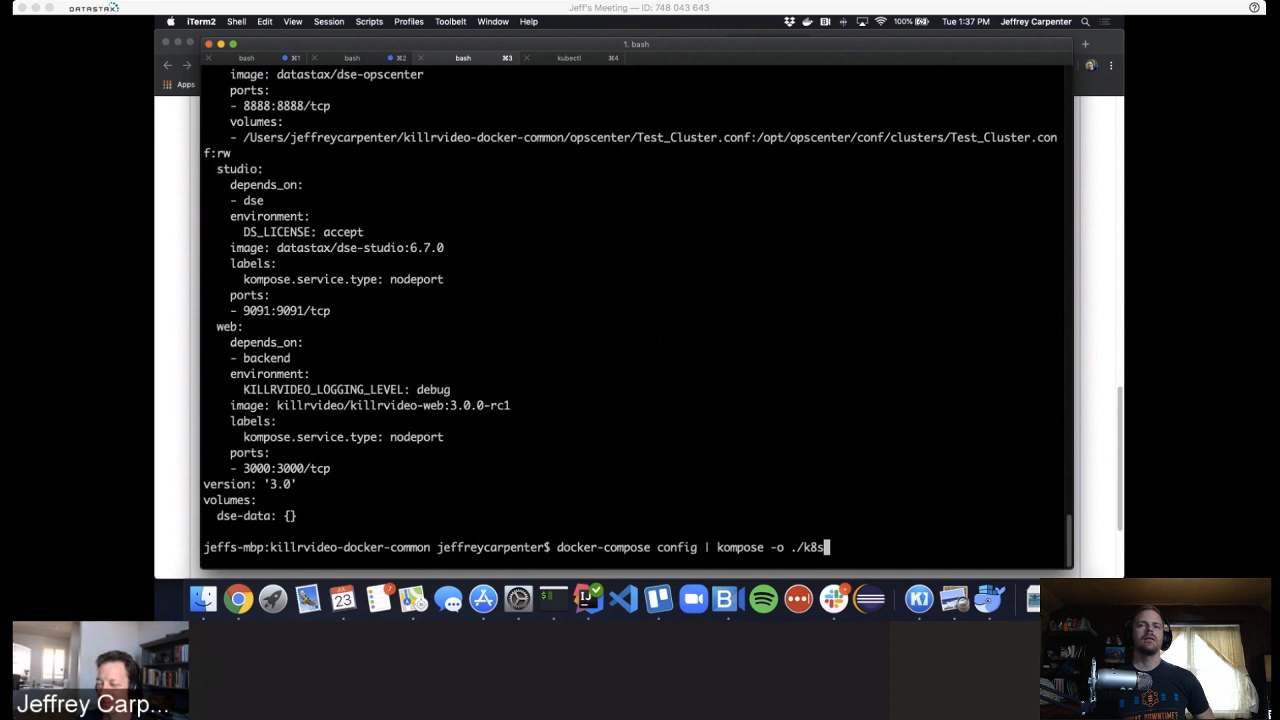 DATASTAX
Jeff's Meeting — ID: 748 043 643
iTerm2 Shell Edit View Session Scripts Profiles Toolbelt Window Help
100% Tue 1:37 PM Jeffrey Carpenter
1. bash
bash ⌘1 bash ⌘2 bash ⌘3 kubectl ⌘4
Apps
image: datastax/dse-opscenter
ports:
- 8888:8888/tcp
volumes:
- /Users/jeffreycarpenter/killrvideo-docker-common/opscenter/Test_Cluster.conf:/opt/opscenter/conf/clusters/Test_Cluster.con
f:rw
studio:
depends_on:
- dse
environment:
DS_LICENSE: accept
image: datastax/dse-studio:6.7.0
labels:
kompose.service.type: nodeport
ports:
- 9091:9091/tcp
web:
depends_on:
- backend
environment:
KILLRVIDEO_LOGGING_LEVEL: debug
image: killrvideo/killrvideo-web:3.0.0-rc1
labels:
kompose.service.type: nodeport
ports:
- 3000:3000/tcp
version: '3.0'
volumes:
dse-data: {}
jeffs-mbp:killrvideo-docker-common jeffreycarpenter$ docker-compose config | kompose -o ./k8s
23
7
Jeffrey Carp...